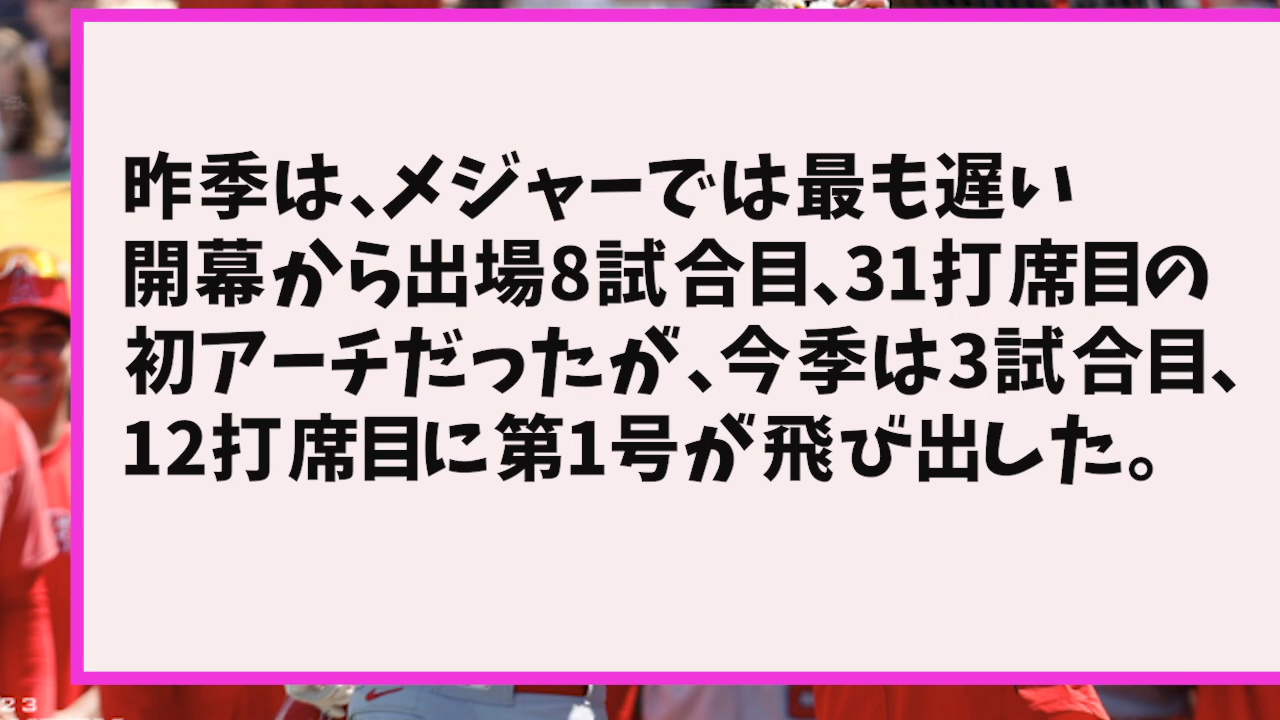 昨季は、メジャーでは最も遅い
開幕から出場8試合目、31打席目の
初アーチだったが、今季は3試合目、
12打席目に第1号が飛び出した。
23